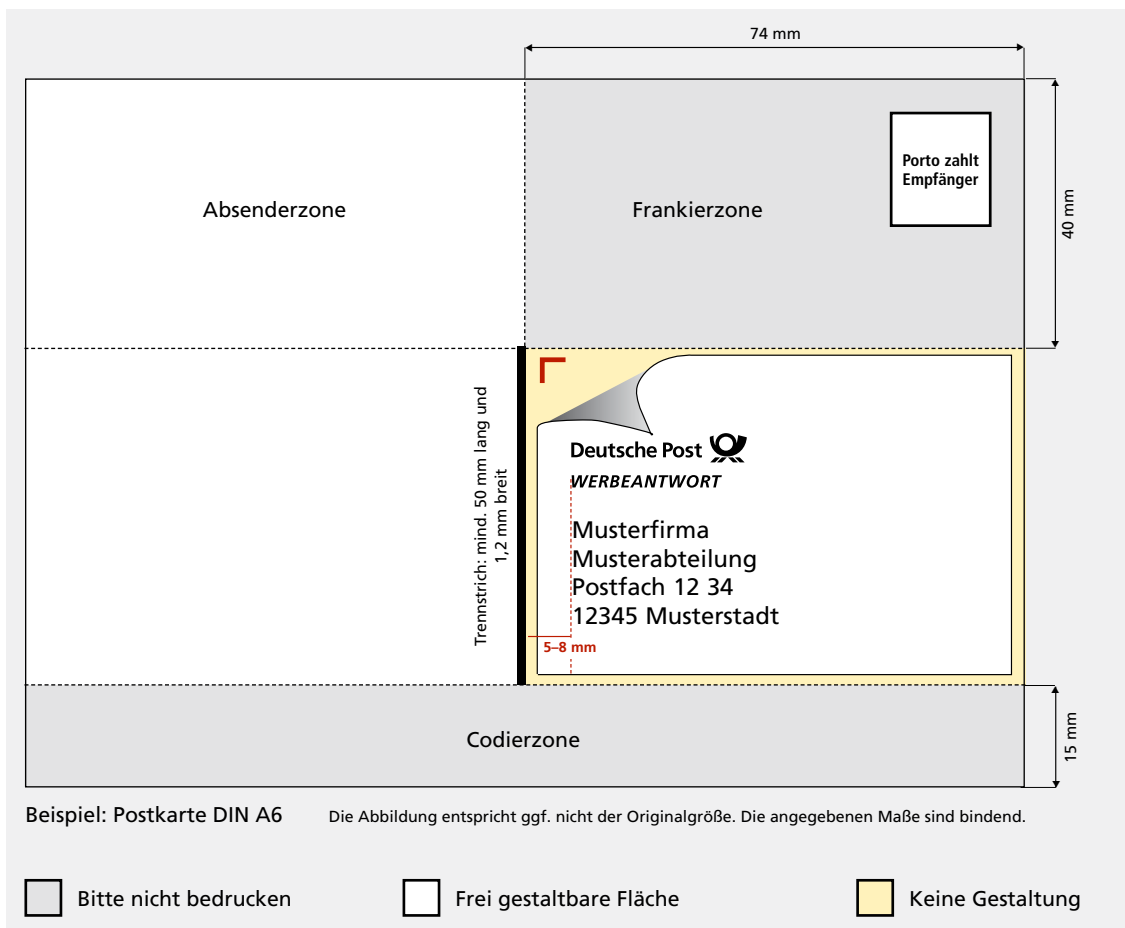 74 mm
Absenderzone
Frankierzone
Porto zahlt
Empfänger
40 mm
Trennstrich: mind. 50 mm lang und
1,2 mm breit
Deutsche Post
WERBEANTWORT
Musterfirma
Musterabteilung
Postfach 12 34
12345 Musterstadt
5–8 mm
Codierzone
15 mm
Beispiel: Postkarte DIN A6
Die Abbildung entspricht ggf. nicht der Originalgröße. Die angegebenen Maße sind bindend.
Bitte nicht bedrucken
Frei gestaltbare Fläche
Keine Gestaltung